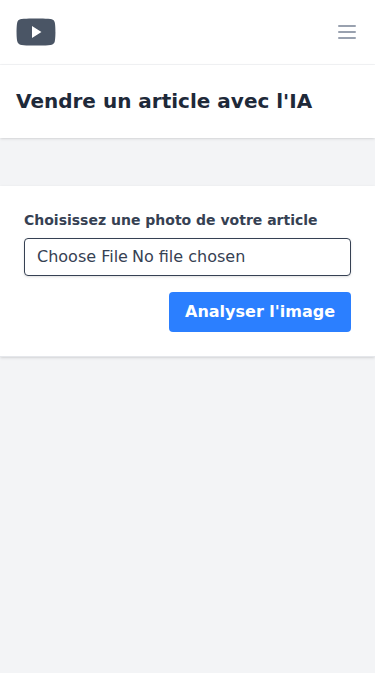 Vendre un article avec l'IA
Choisissez une photo de votre article
Choose File No file chosen
Analyser l'image